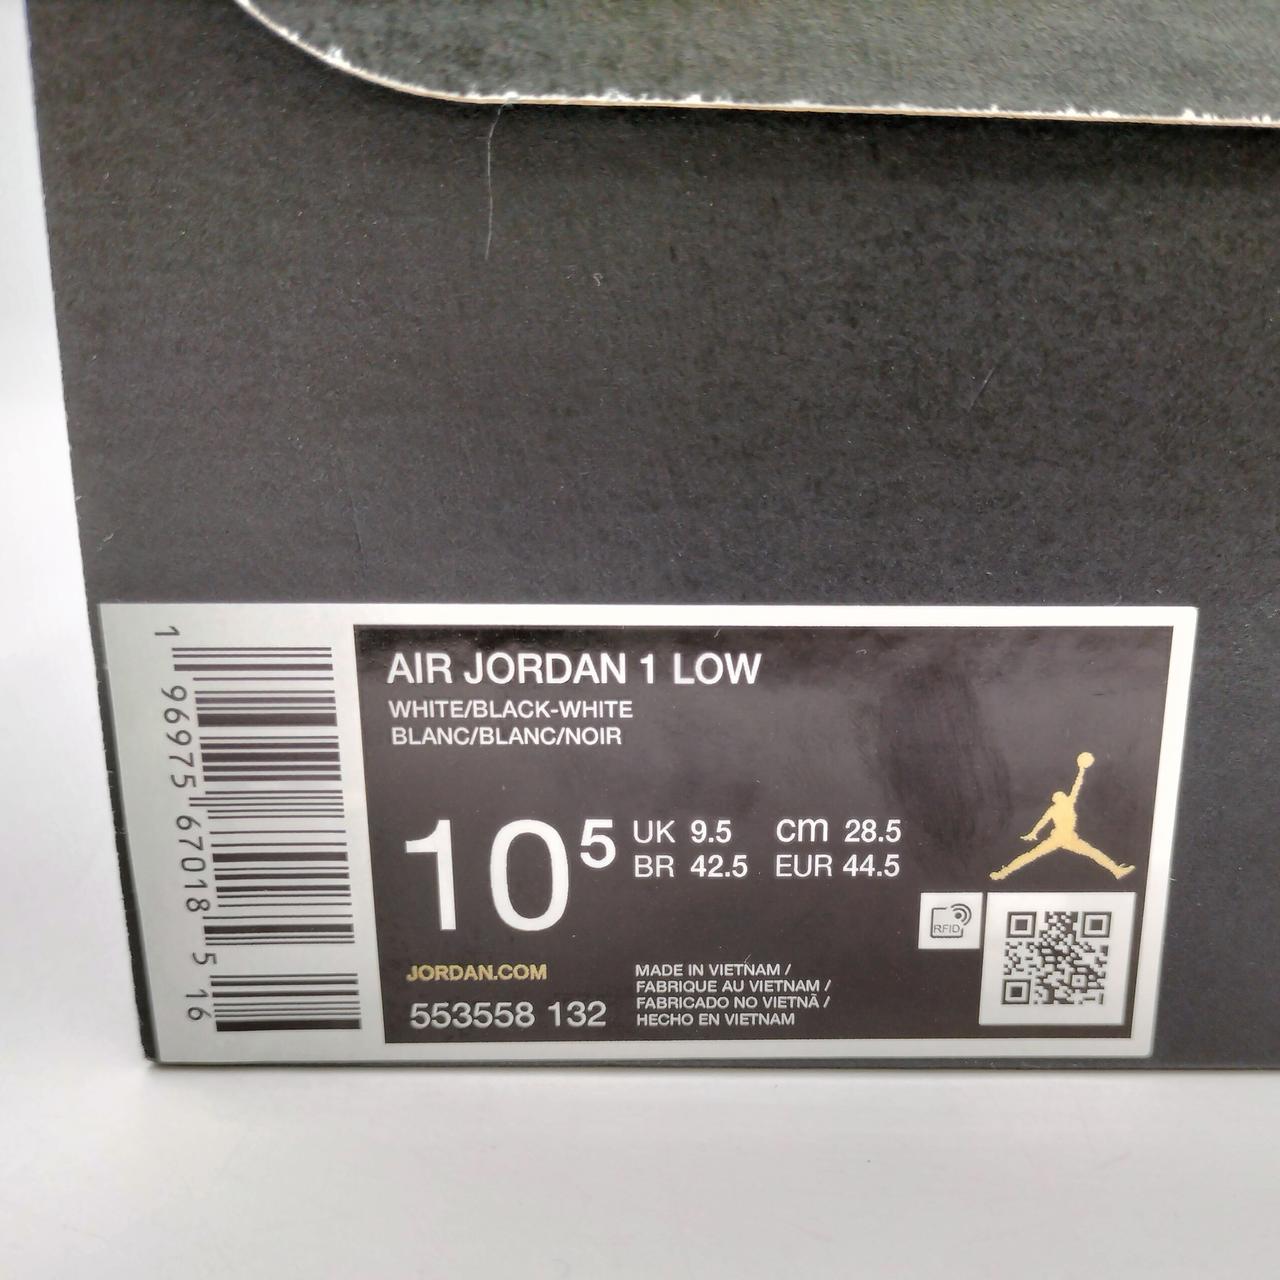 AIR JORDAN 1 LOW
WHITE/BLACK-WHITE
BLANC/BLANC/NOIR
10 5
UK 9.5 cm 28.5
BR 42.5 EUR 44.5
RFID
JORDAN.COM
553558 132
MADE IN VIETNAM /
FABRIQUE AU VIETNAM /
FABRICADO NO VIETNÃ /
HECHO EN VIETNAM
1 96975 67018 5 16